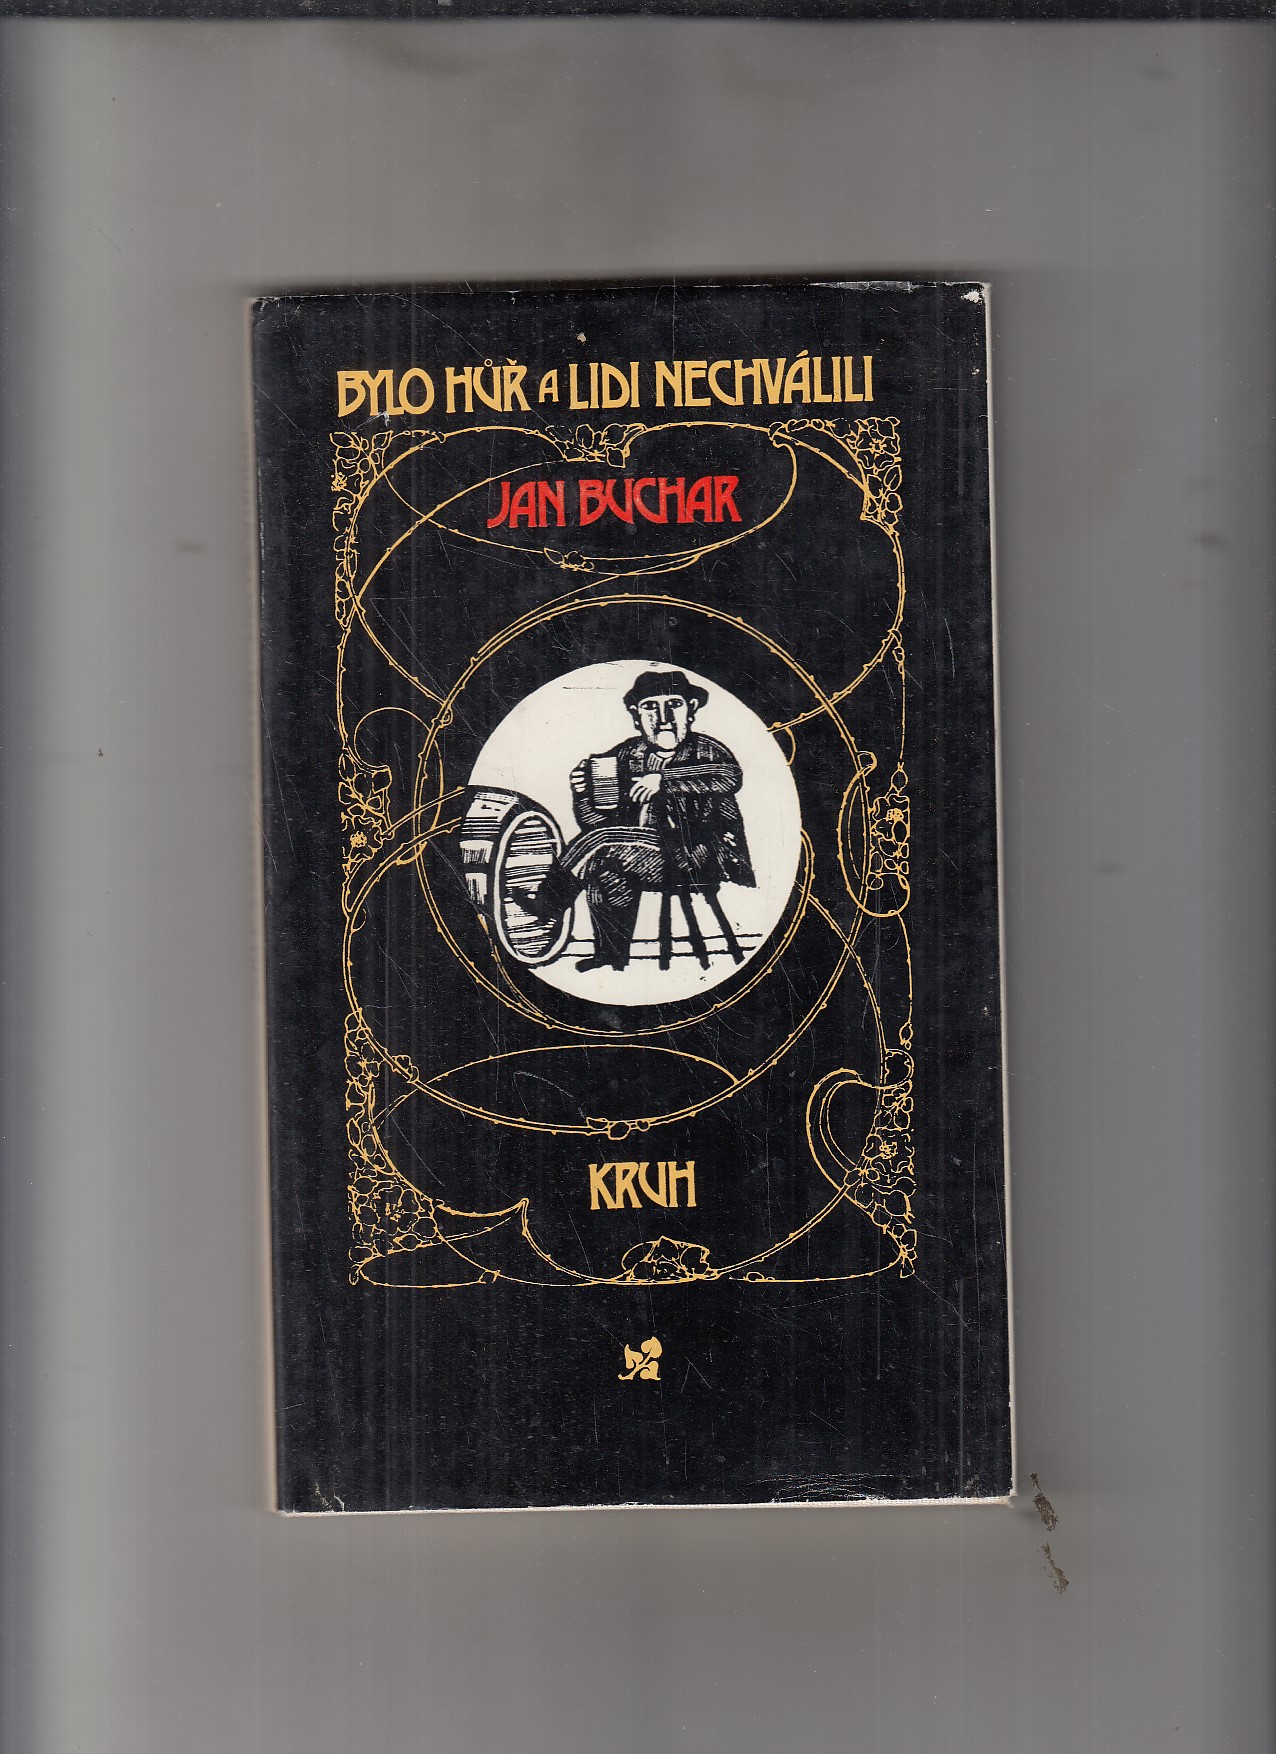 BYLO HŮŘ A LIDI NECHVÁLILI
JAN BUCHAR
KRUH